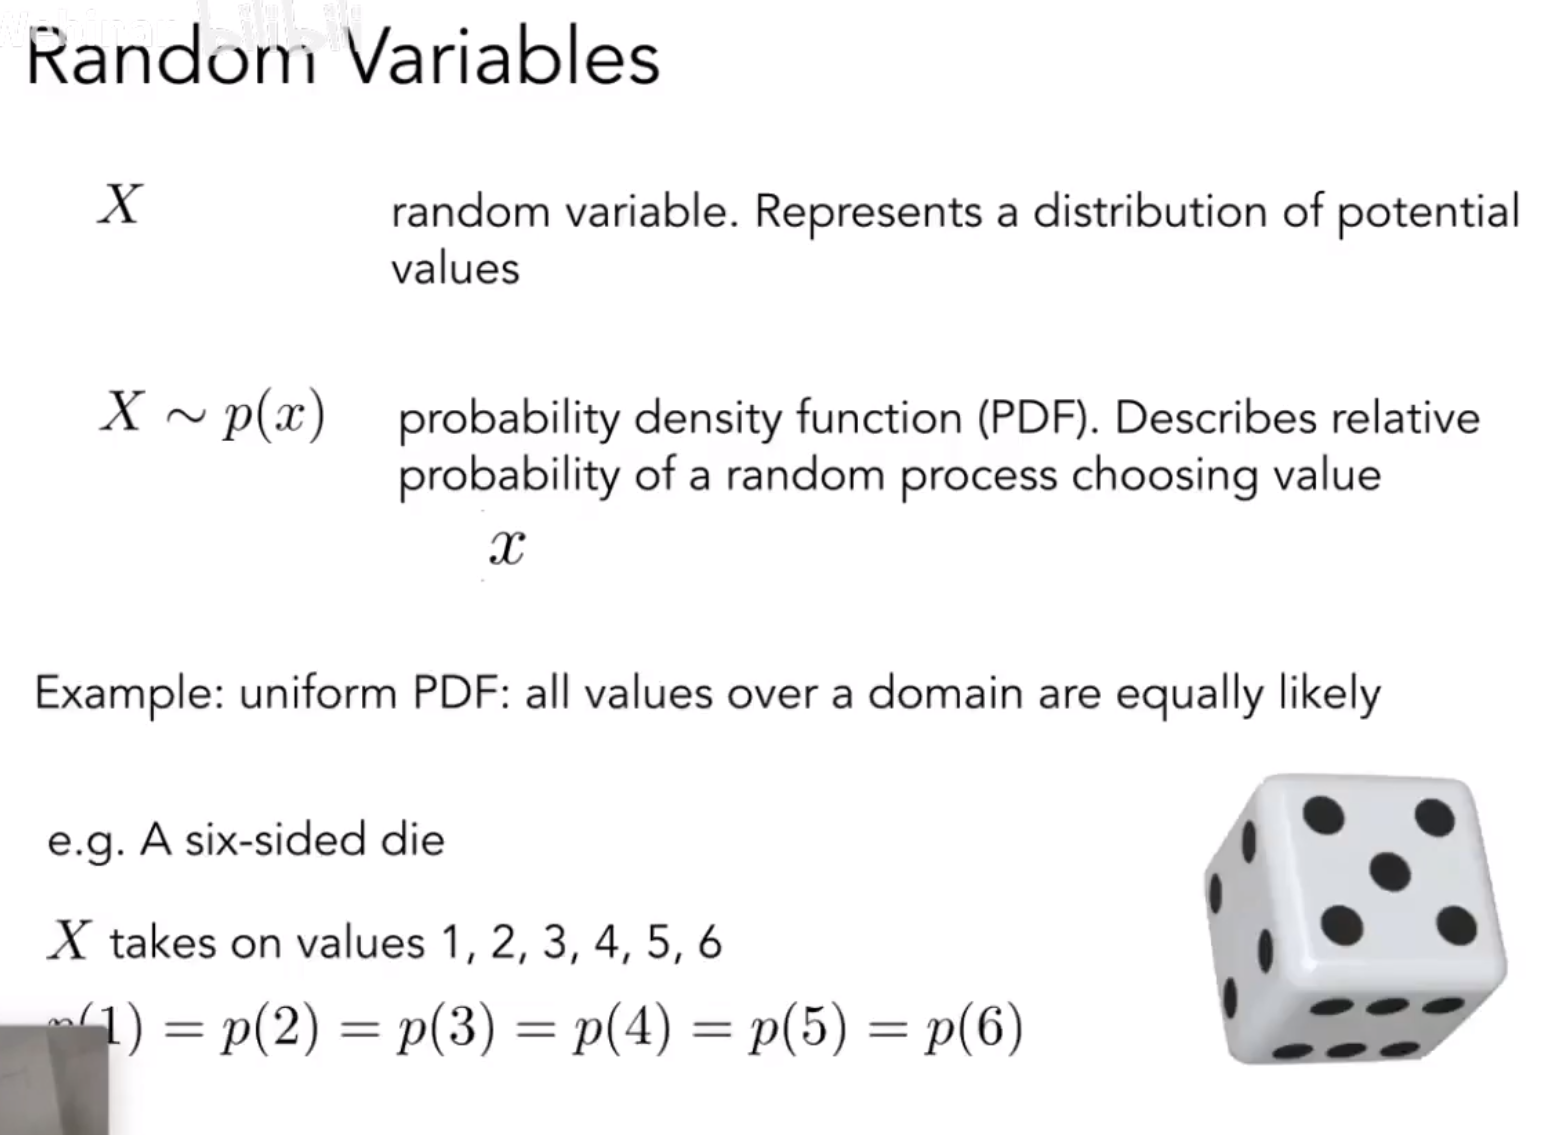 Webinar bilibili
Random Variables
X random variable. Represents a distribution of potential
values
X ∼ p(x) probability density function (PDF). Describes relative
probability of a random process choosing value
x
Example: uniform PDF: all values over a domain are equally likely
e.g. A six-sided die
X takes on values 1, 2, 3, 4, 5, 6
p(1) = p(2) = p(3) = p(4) = p(5) = p(6)